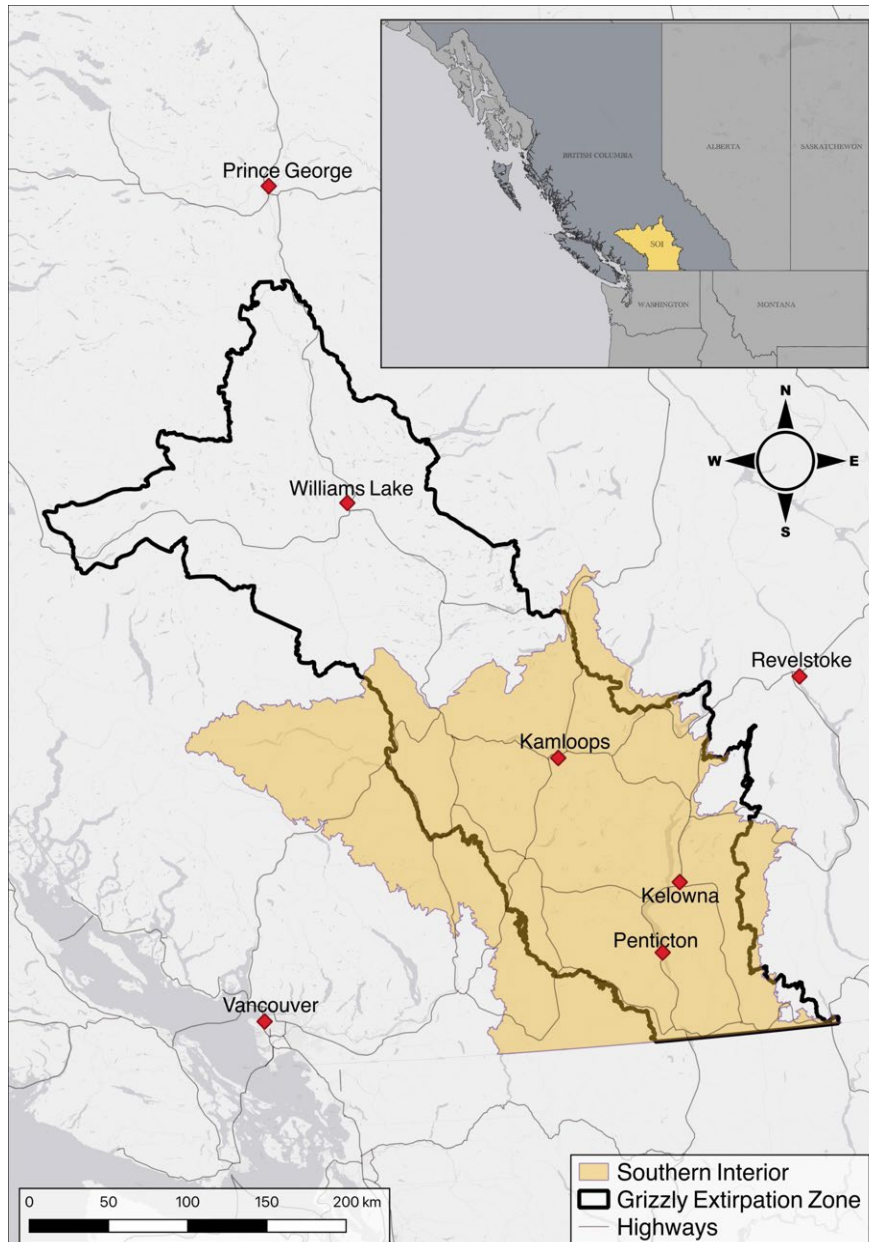 BRITISH COLUMBIA
ALBERTA
SASKATCHEWON
SOI
WASHINGTON
MONTANA
Prince George
N
W
E
S
Williams Lake
Revelstoke
Kamloops
Kelowna
Penticton
Vancouver
Southern Interior
Grizzly Extirpation Zone
Highways
0 50 100 150 200 km